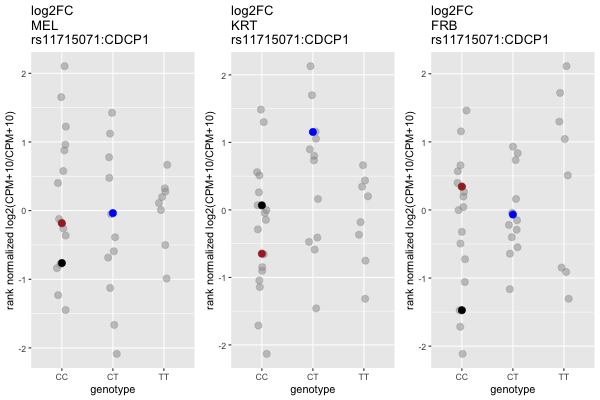 log2FC
MEL
rs11715071:CDCP1
rank normalized log2(CPM+10/CPM+10)
2
1
0
-1
-2
CC
CT
TT
genotype
log2FC
KRT
rs11715071:CDCP1
rank normalized log2(CPM+10/CPM+10)
2
1
0
-1
-2
CC
CT
TT
genotype
log2FC
FRB
rs11715071:CDCP1
rank normalized log2(CPM+10/CPM+10)
2
1
0
-1
-2
CC
CT
TT
genotype